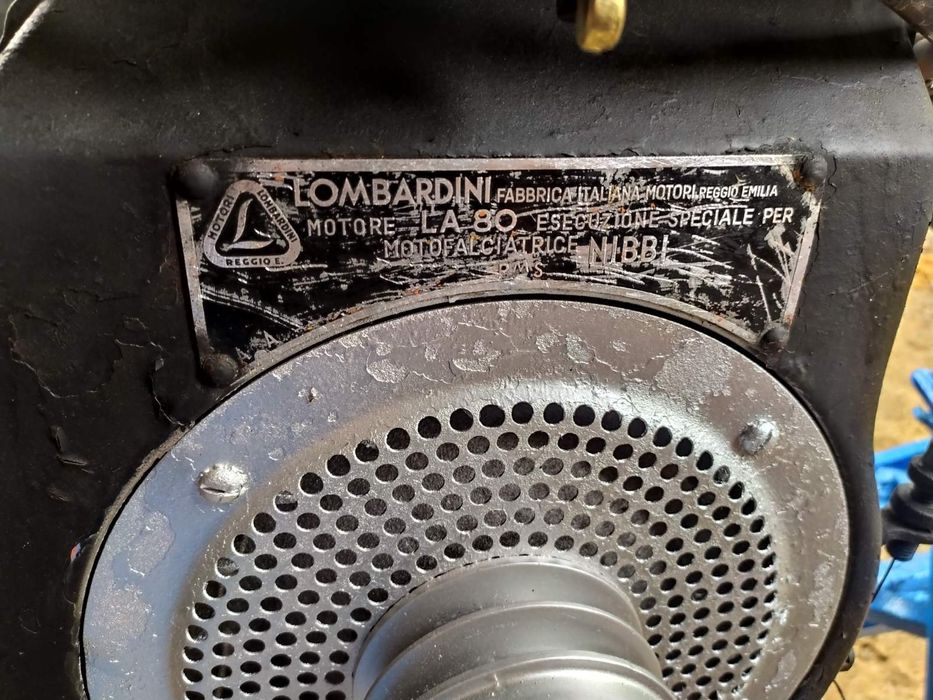 MOTORI LOMBARDINI
REGGIO E.
LOMBARDINI FABBRICA ITALIANA MOTORI. REGGIO EMILIA
MOTORE LA 80 ESECUZIONE SPECIALE PER
MOTOFALCIATRICE NIBBI